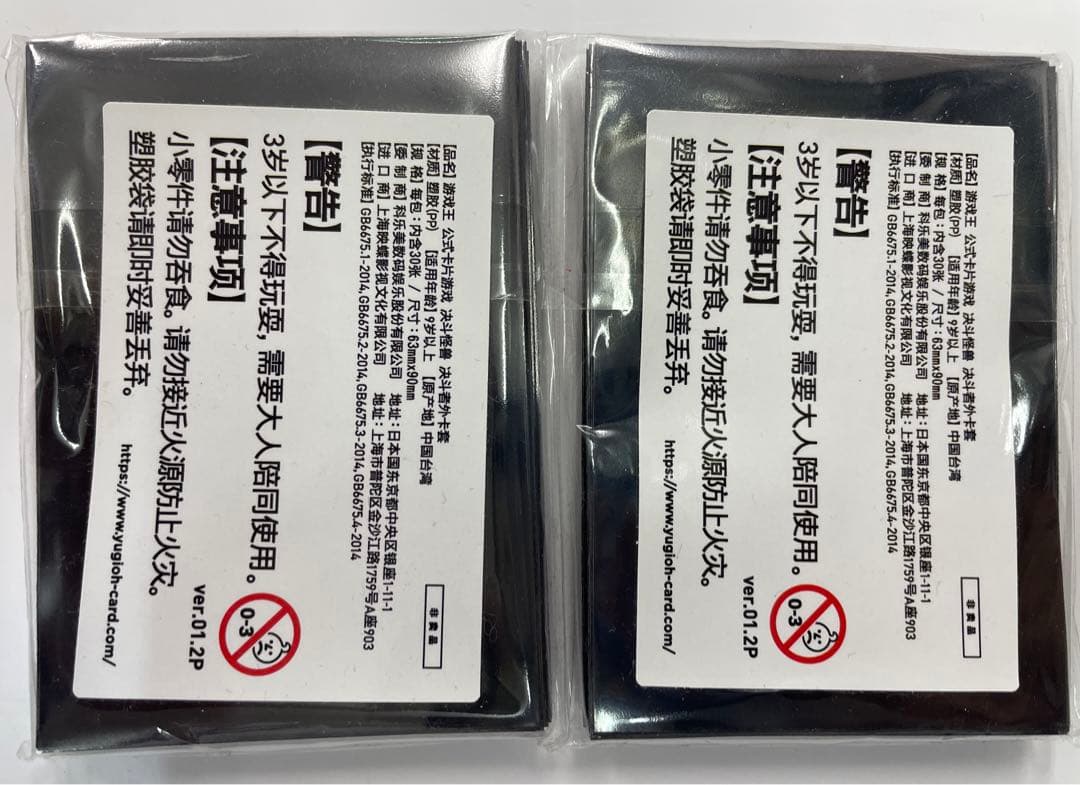 [品名] 游戏王 公式卡片游戏 决斗怪兽 决斗者外卡套
[材质] 塑胶(PP) [适用年龄] 9岁以上 [原产地] 中国台湾
[规 格] 每包:内含30张 / 尺寸:63mmx90mm
[委 制 商] 科乐美数码娱乐股份有限公司 地址:日本国东京都中央区银座1-11-1
[进 口 商] 上海映蝶影视文化有限公司 地址:上海市普陀区金沙江路1759号A座903
[执行标准] GB6675.1-2014,GB6675.2-2014,GB6675.3-2014,GB6675.4-2014
非卖品
【警告】
3岁以下不得玩耍,需要大人陪同使用。
0-3
【注意事项】
ver.01.2P
小零件请勿吞食。请勿接近火源防止火灾。
塑胶袋请即时妥善丢弃。
https://www.yugioh-card.com/
[品名] 游戏王 公式卡片游戏 决斗怪兽 决斗者外卡套
[材质] 塑胶(PP) [适用年龄] 9岁以上 [原产地] 中国台湾
[规 格] 每包:内含30张 / 尺寸:63mmx90mm
[委 制 商] 科乐美数码娱乐股份有限公司 地址:日本国东京都中央区银座1-11-1
[进 口 商] 上海映蝶影视文化有限公司 地址:上海市普陀区金沙江路1759号A座903
[执行标准] GB6675.1-2014,GB6675.2-2014,GB6675.3-2014,GB6675.4-2014
非卖品
【警告】
3岁以下不得玩耍,需要大人陪同使用。
0-3
【注意事项】
ver.01.2P
小零件请勿吞食。请勿接近火源防止火灾。
塑胶袋请即时妥善丢弃。
https://www.yugioh-card.com/